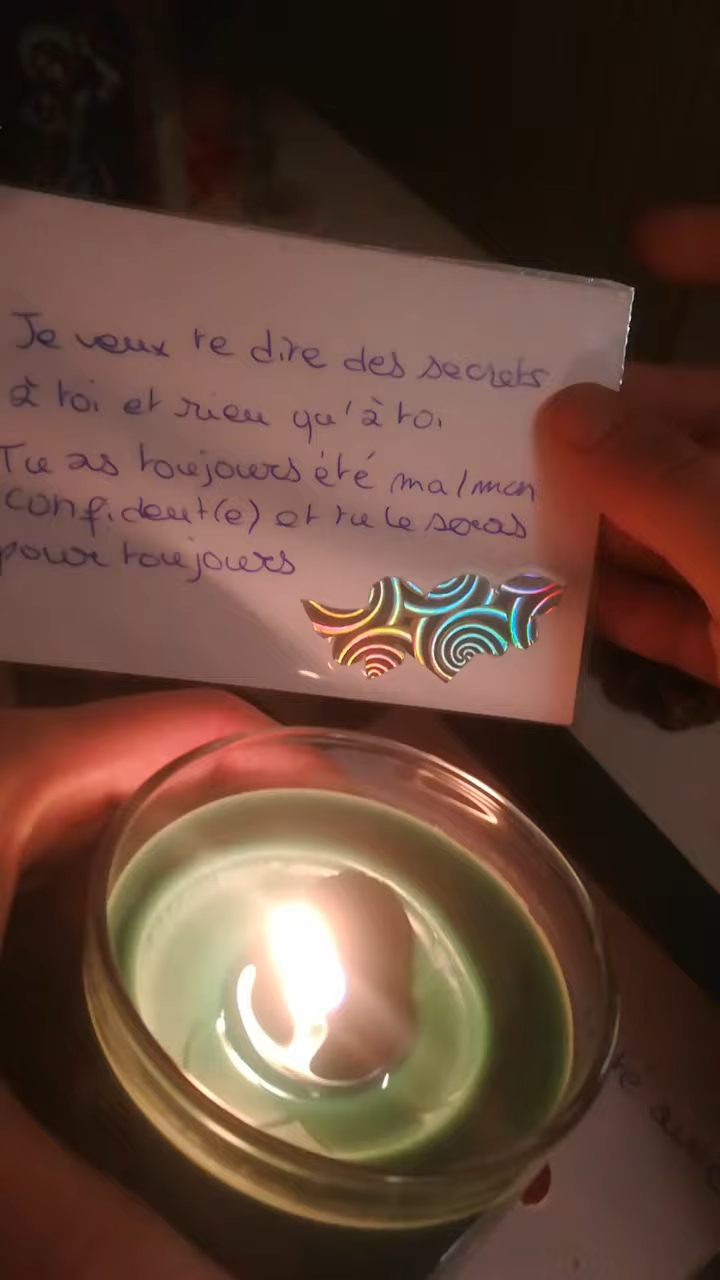 Je veux te dire des secrets
à toi et rien qu'à toi
Tu as toujours été ma/mon
confident(e) et tu le seras
pour toujours